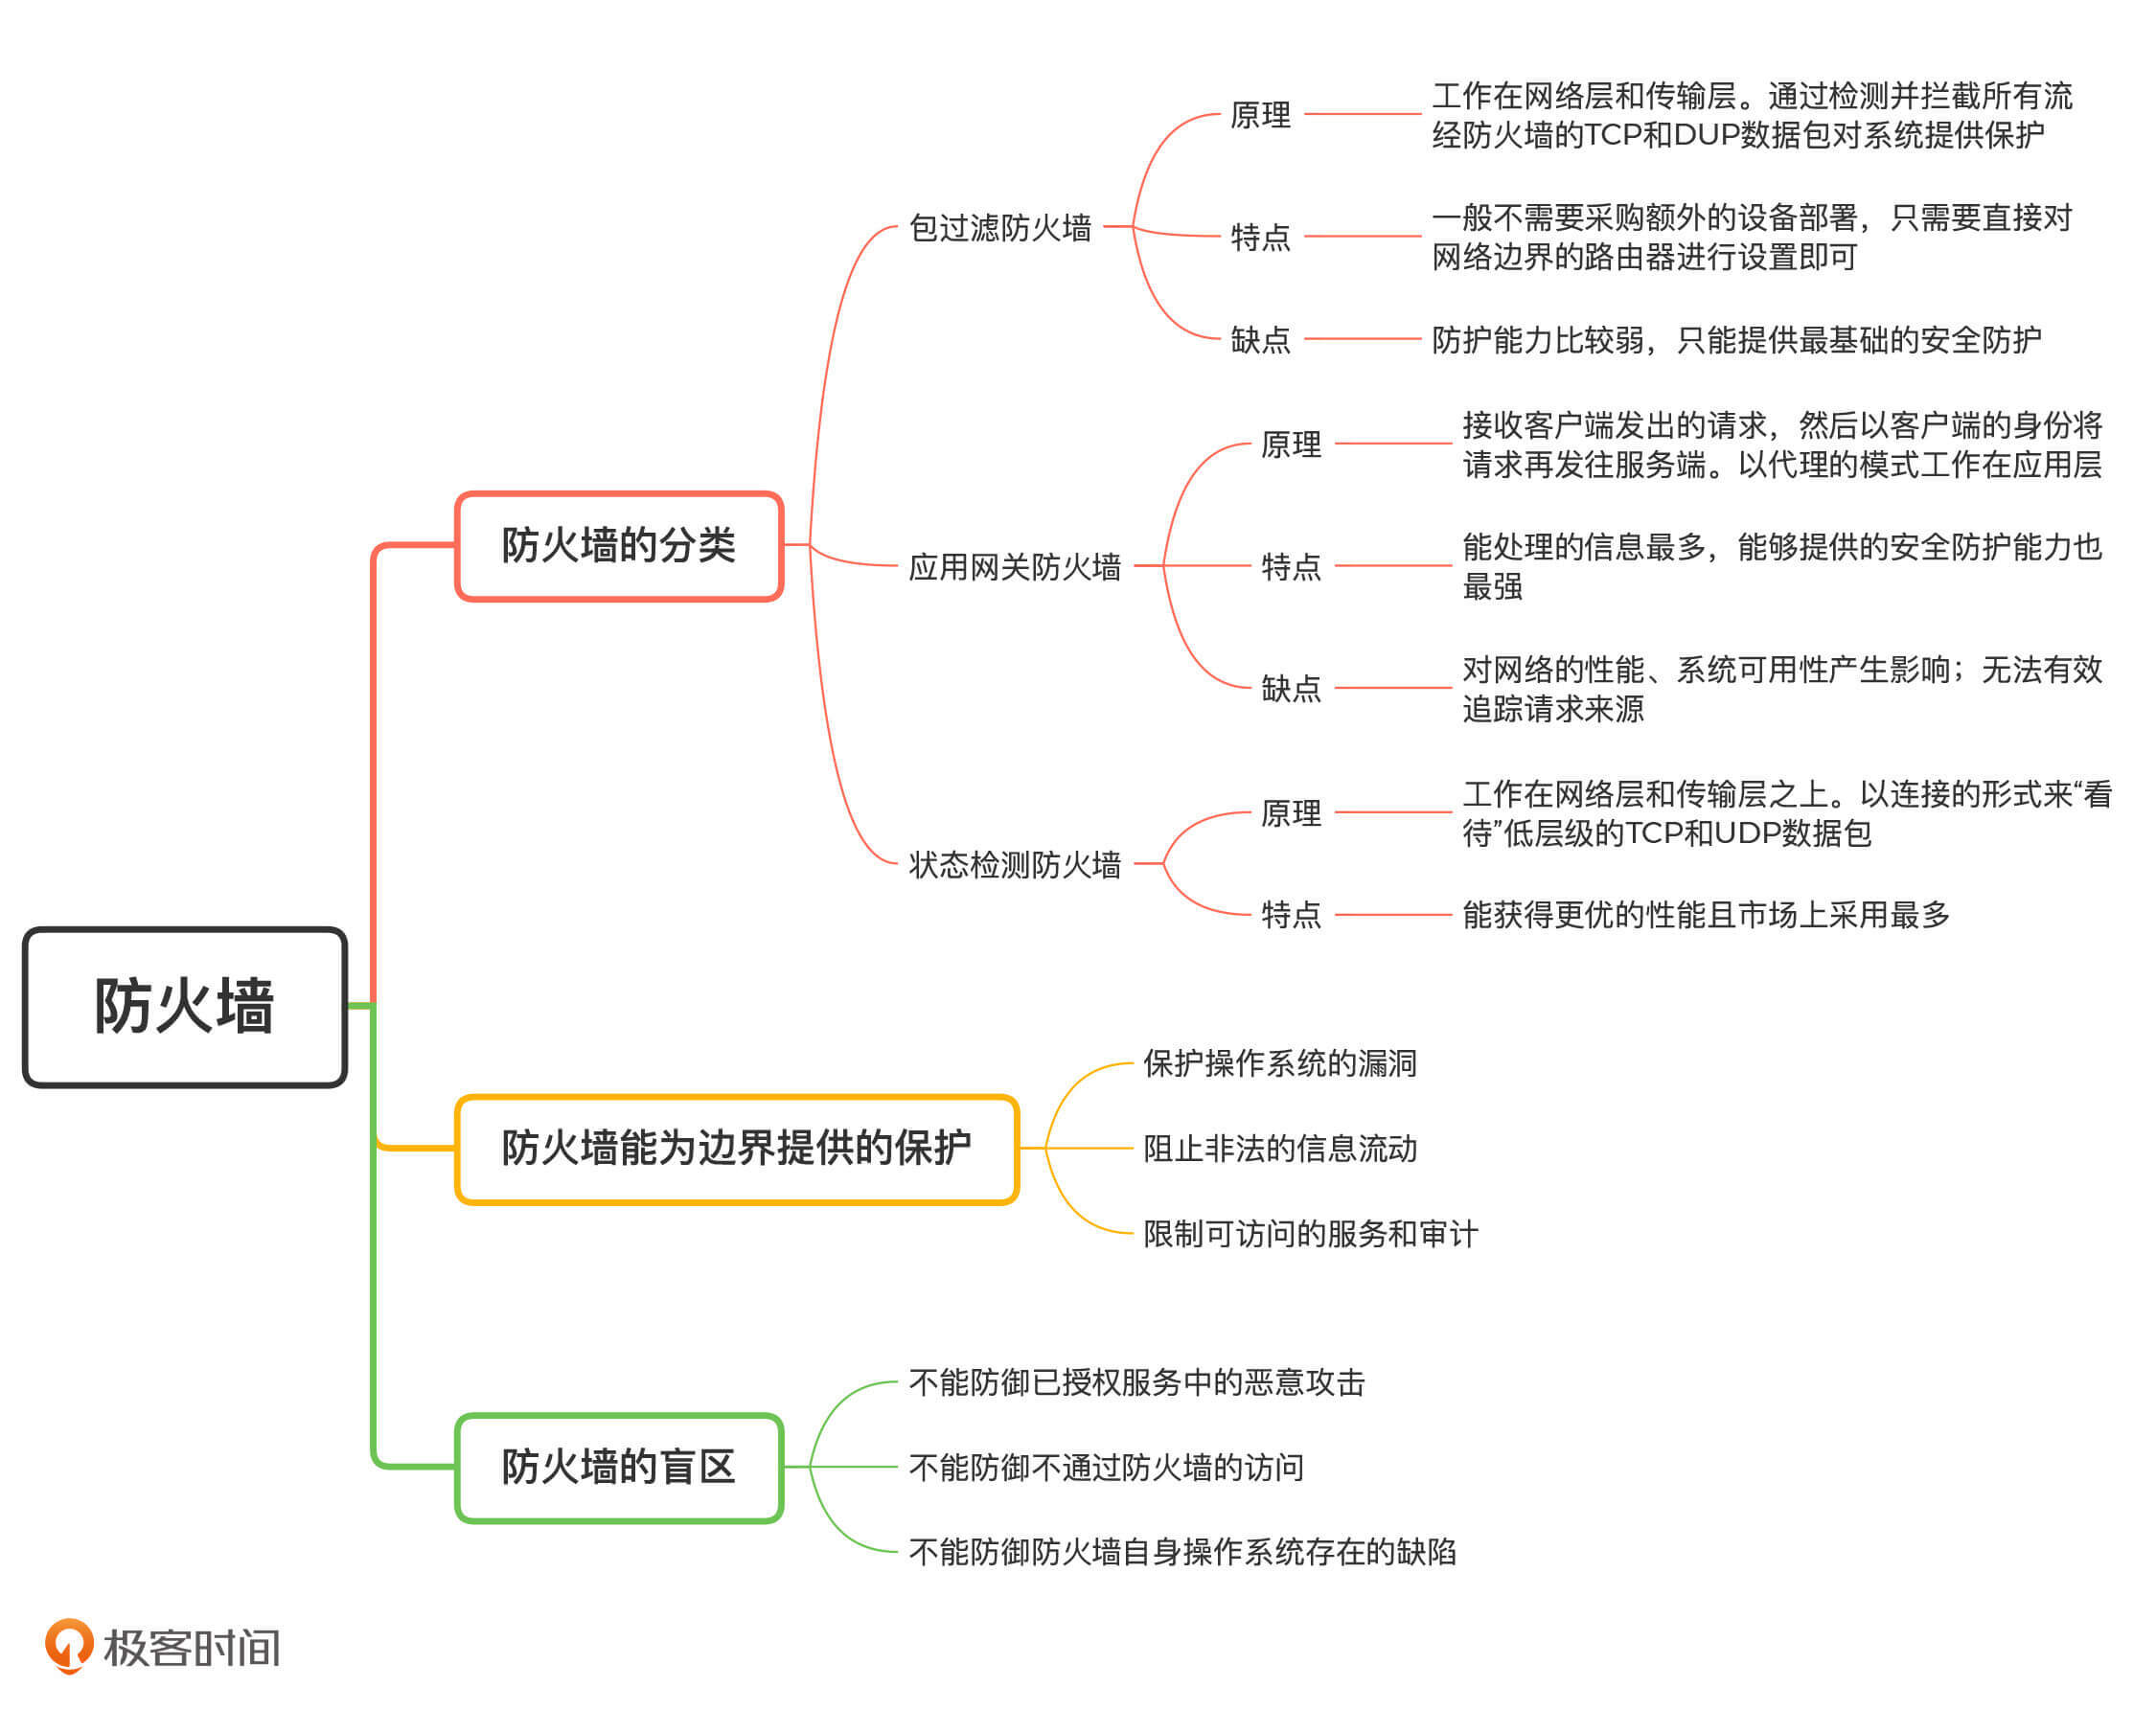 防火墙
防火墙的分类
包过滤防火墙
原理
工作在网络层和传输层。通过检测并拦截所有流
经防火墙的TCP和DUP数据包对系统提供保护
特点
一般不需要采购额外的设备部署，只需要直接对
网络边界的路由器进行设置即可
缺点
防护能力比较弱，只能提供最基础的安全防护
应用网关防火墙
原理
接收客户端发出的请求，然后以客户端的身份将
请求再发往服务端。以代理的模式工作在应用层
特点
能处理的信息最多，能够提供的安全防护能力也
最强
缺点
对网络的性能、系统可用性产生影响；无法有效
追踪请求来源
状态检测防火墙
原理
工作在网络层和传输层之上。以连接的形式来“看
待”低层级的TCP和UDP数据包
特点
能获得更优的性能且市场上采用最多
防火墙能为边界提供的保护
保护操作系统的漏洞
阻止非法的信息流动
限制可访问的服务和审计
防火墙的盲区
不能防御已授权服务中的恶意攻击
不能防御不通过防火墙的访问
不能防御防火墙自身操作系统存在的缺陷
极客时间